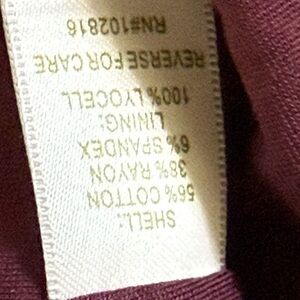 SHELL:
56% COTTON
38% RAYON
6% SPANDEX
LINING:
100% LYOCELL
REVERSE FOR CARE
RN#102816